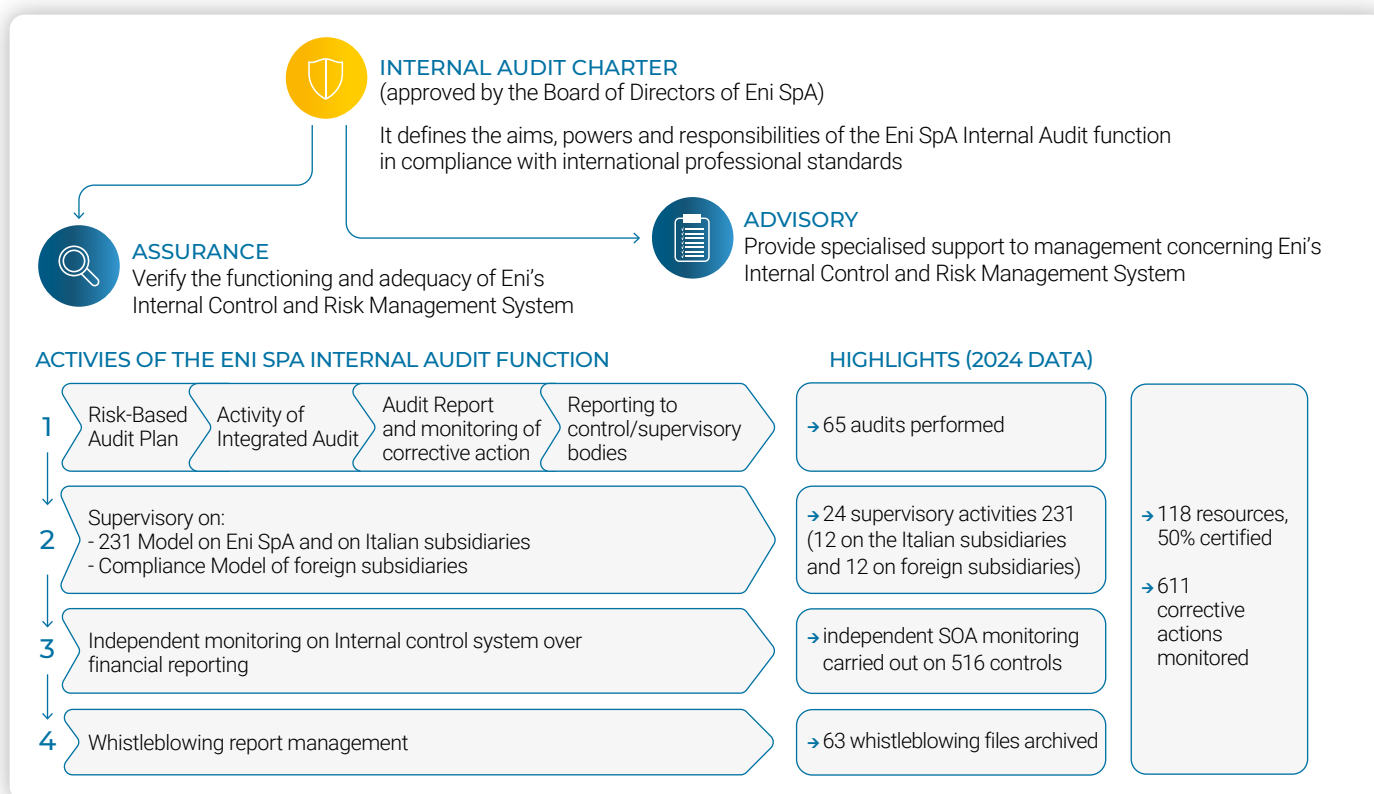 INTERNAL AUDIT CHARTER
(approved by the Board of Directors of Eni SpA)
It defines the aims, powers and responsibilities of the Eni SpA Internal Audit function
in compliance with international professional standards
ASSURANCE
Verify the functioning and adequacy of Eni's
Internal Control and Risk Management System
ADVISORY
Provide specialised support to management concerning Eni's
Internal Control and Risk Management System
ACTIVIES OF THE ENI SPA INTERNAL AUDIT FUNCTION
HIGHLIGHTS (2024 DATA)
1
Risk-Based
Audit Plan
Activity of
Integrated Audit
Audit Report
and monitoring of
corrective action
Reporting to
control/supervisory
bodies
→ 65 audits performed
2
Supervisory on:
- 231 Model on Eni SpA and on Italian subsidiaries
- Compliance Model of foreign subsidiaries
→ 24 supervisory activities 231
(12 on the Italian subsidiaries
and 12 on foreign subsidiaries)
3
Independent monitoring on Internal control system over
financial reporting
→ independent SOA monitoring
carried out on 516 controls
4
Whistleblowing report management
→ 63 whistleblowing files archived
→ 118 resources,
50% certified
→ 611
corrective
actions
monitored